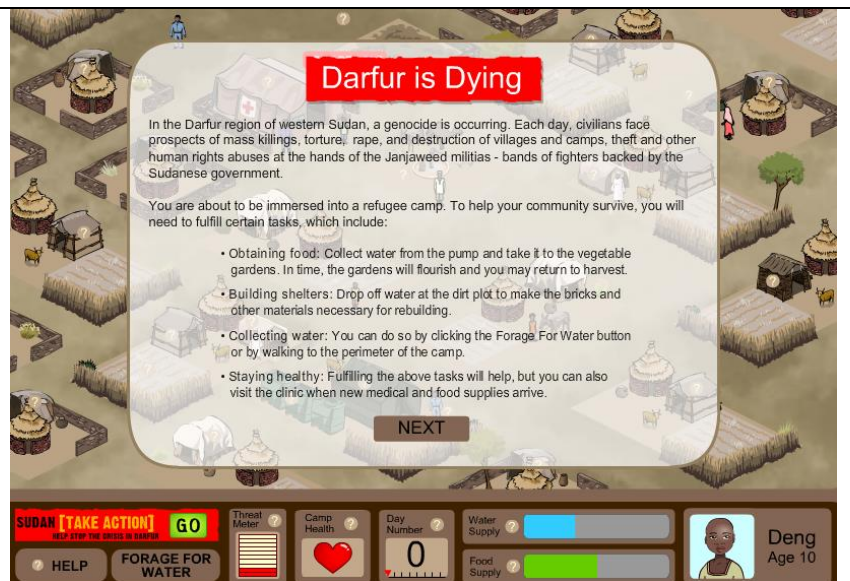 Darfur is Dying
In the Darfur region of western Sudan, a genocide is occurring. Each day, civilians face
prospects of mass killings, torture, rape, and destruction of villages and camps, theft and other
human rights abuses at the hands of the Janjaweed militias - bands of fighters backed by the
Sudanese government.
You are about to be immersed into a refugee camp. To help your community survive, you will
need to fulfill certain tasks, which include:
• Obtaining food: Collect water from the pump and take it to the vegetable
gardens. In time, the gardens will flourish and you may return to harvest.
• Building shelters: Drop off water at the dirt plot to make the bricks and
other materials necessary for rebuilding.
• Collecting water: You can do so by clicking the Forage For Water button
or by walking to the perimeter of the camp.
• Staying healthy: Fulfilling the above tasks will help, but you can also
visit the clinic when new medical and food supplies arrive.
NEXT
SUDAN [TAKE ACTION] GO
HELP STOP THE CRISIS IN DARFUR
? HELP
FORAGE FOR
WATER
Threat
Meter ?
Camp
Health ?
Day
Number ?
0
Water
Supply ?
Food
Supply ?
Deng
Age 10